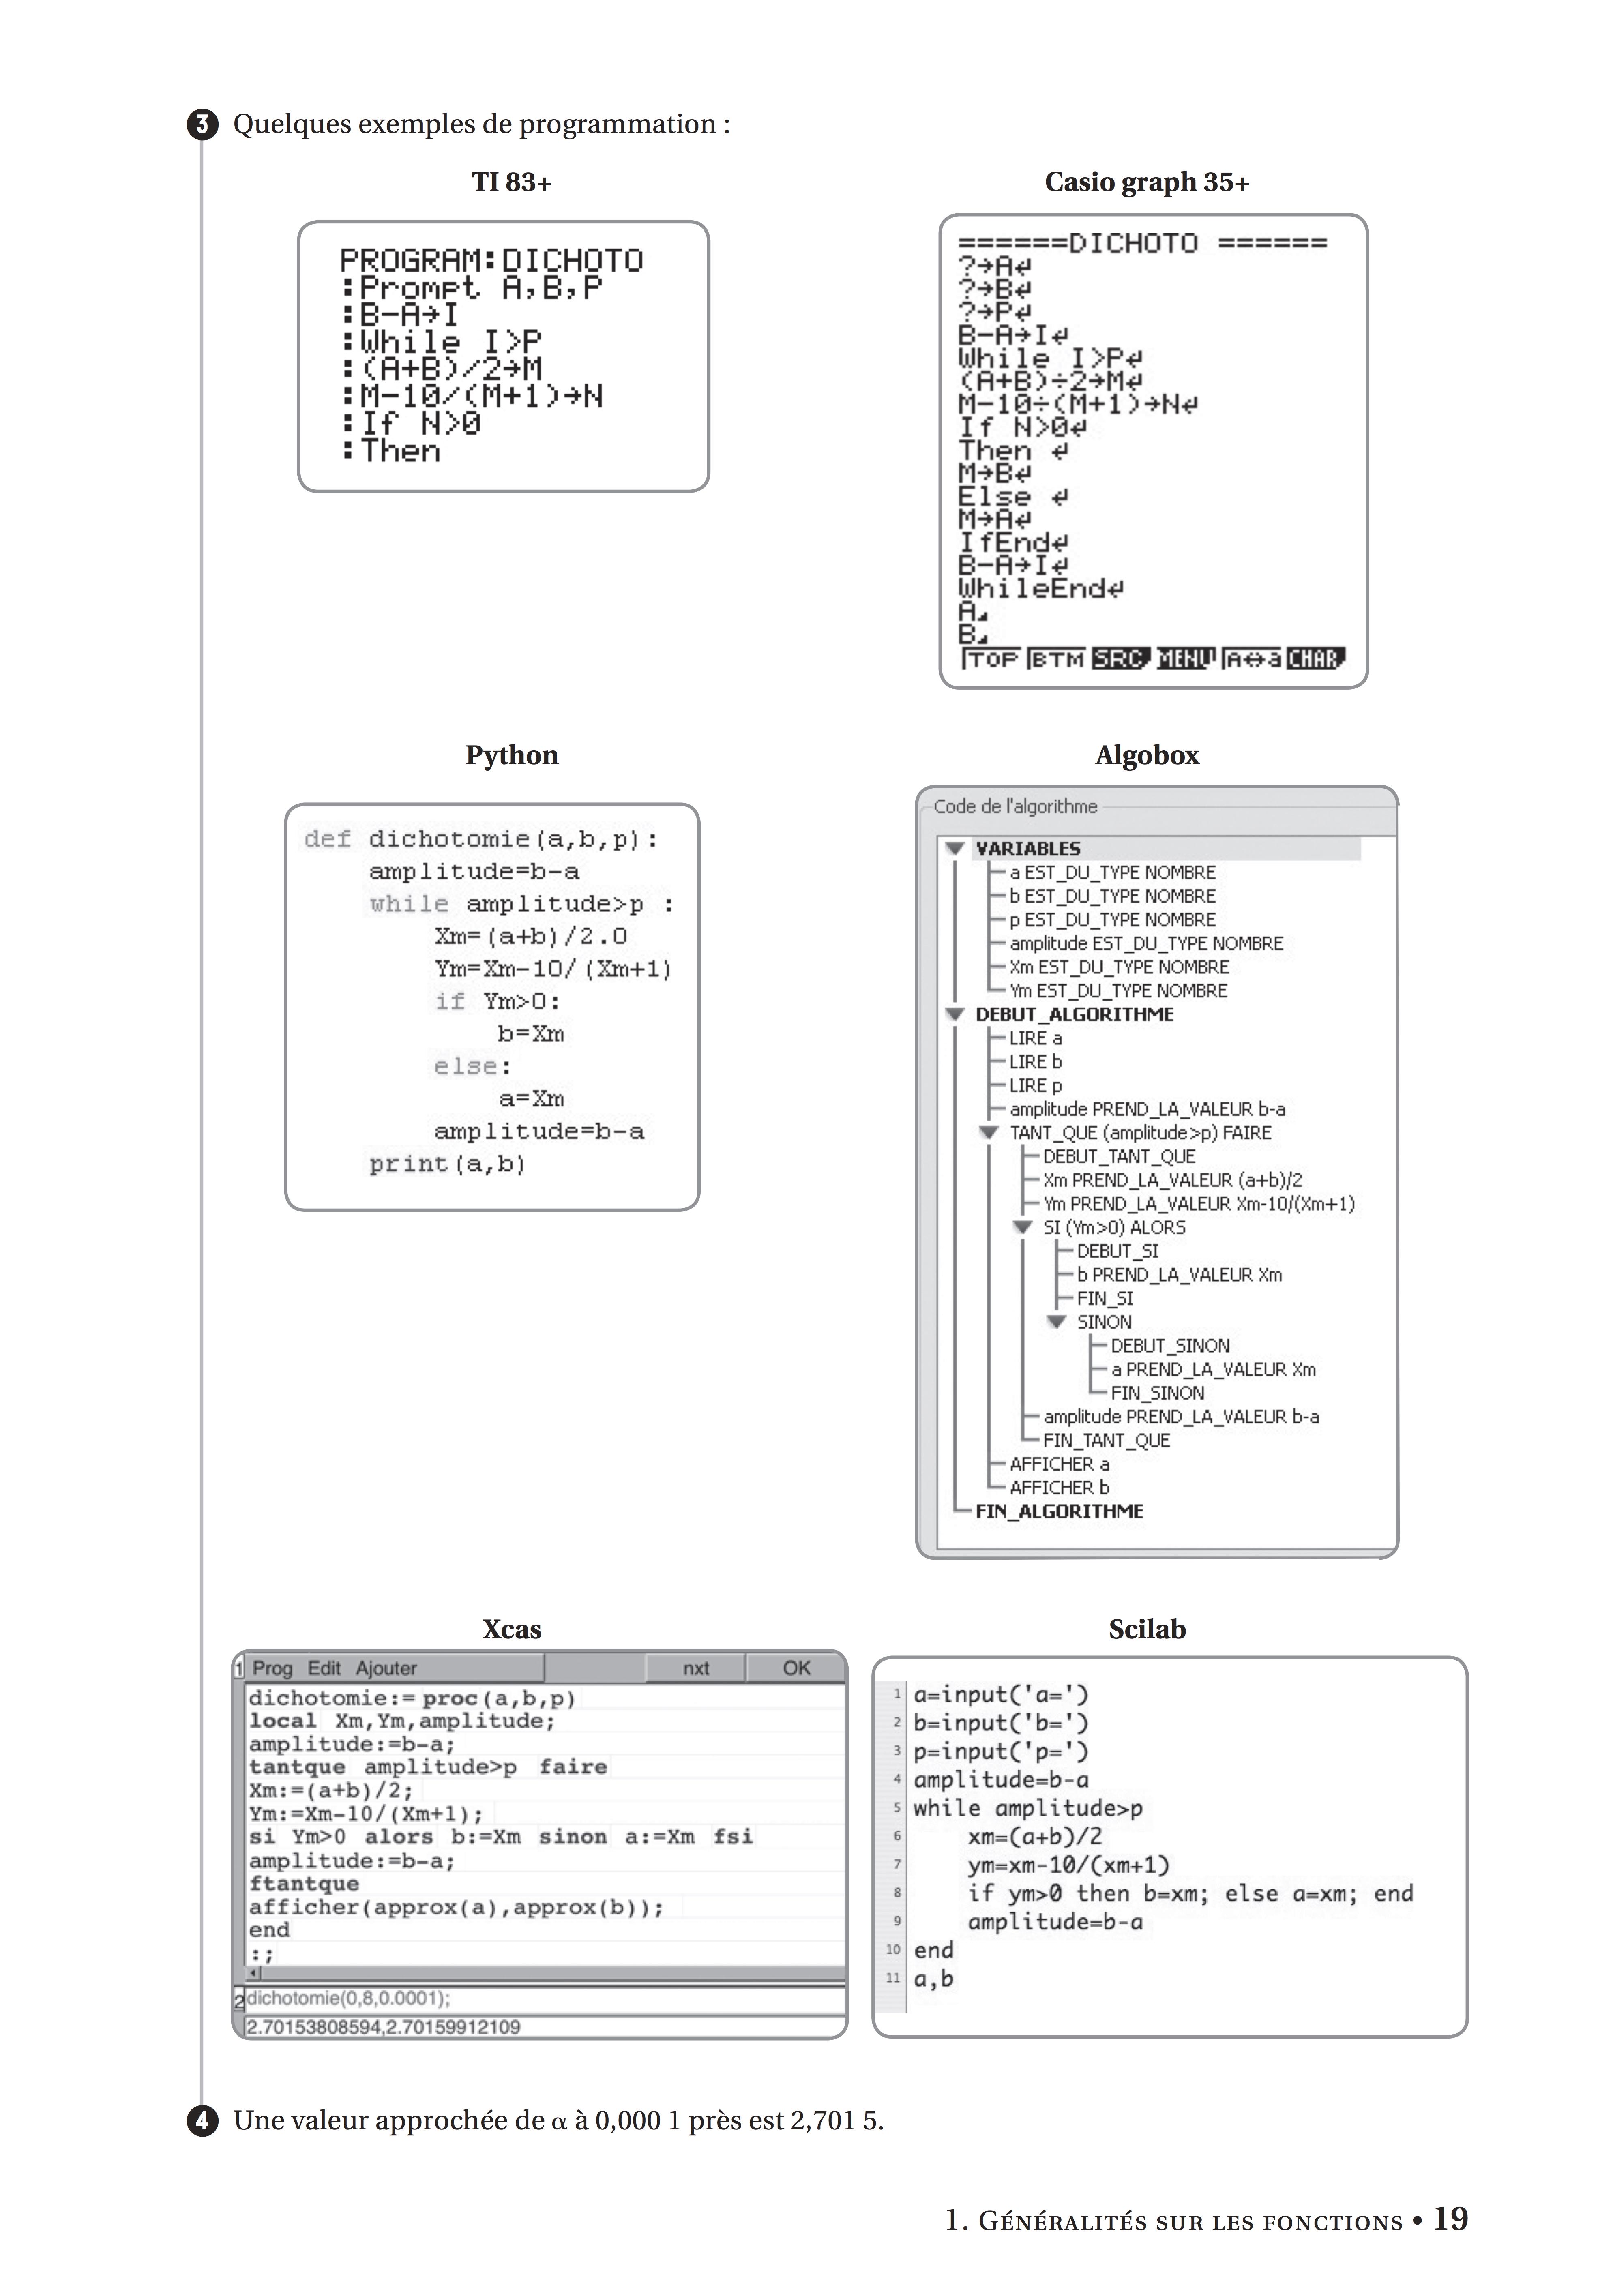 3 Quelques exemples de programmation :
TI 83+
PROGRAM:DICHOTO
:Prompt A,B,P
:B-A→I
:While I>P
:(A+B)/2→M
:M-10/(M+1)→N
:If N>0
:Then
Casio graph 35+
======DICHOTO ======
?→A↵
?→B↵
?→P↵
B-A→I↵
While I>P↵
(A+B)÷2→M↵
M-10÷(M+1)→N↵
If N>0↵
Then ↵
M→B↵
Else ↵
M→A↵
IfEnd↵
B-A→I↵
WhileEnd↵
A◢
B◢
TOP BTM SRC MENU A↔a CHAR
Python
def dichotomie(a,b,p):
amplitude=b-a
while amplitude>p :
Xm=(a+b)/2.0
Ym=Xm-10/(Xm+1)
if Ym>0:
b=Xm
else:
a=Xm
amplitude=b-a
print(a,b)
Algobox
Code de l'algorithme
VARIABLES
a EST_DU_TYPE NOMBRE
b EST_DU_TYPE NOMBRE
p EST_DU_TYPE NOMBRE
amplitude EST_DU_TYPE NOMBRE
Xm EST_DU_TYPE NOMBRE
Ym EST_DU_TYPE NOMBRE
DEBUT_ALGORITHME
LIRE a
LIRE b
LIRE p
amplitude PREND_LA_VALEUR b-a
TANT_QUE (amplitude>p) FAIRE
DEBUT_TANT_QUE
Xm PREND_LA_VALEUR (a+b)/2
Ym PREND_LA_VALEUR Xm-10/(Xm+1)
SI (Ym>0) ALORS
DEBUT_SI
b PREND_LA_VALEUR Xm
FIN_SI
SINON
DEBUT_SINON
a PREND_LA_VALEUR Xm
FIN_SINON
amplitude PREND_LA_VALEUR b-a
FIN_TANT_QUE
AFFICHER a
AFFICHER b
FIN_ALGORITHME
Xcas
1 Prog Edit Ajouter nxt OK
dichotomie:= proc(a,b,p)
local Xm,Ym,amplitude;
amplitude:=b-a;
tantque amplitude>p faire
Xm:=(a+b)/2;
Ym:=Xm-10/(Xm+1);
si Ym>0 alors b:=Xm sinon a:=Xm fsi
amplitude:=b-a;
ftantque
afficher(approx(a),approx(b));
end
:;
2 dichotomie(0,8,0.0001);
2.70153808594,2.70159912109
Scilab
1 a=input('a=')
2 b=input('b=')
3 p=input('p=')
4 amplitude=b-a
5 while amplitude>p
6 xm=(a+b)/2
7 ym=xm-10/(xm+1)
8 if ym>0 then b=xm; else a=xm; end
9 amplitude=b-a
10 end
11 a,b
4 Une valeur approchée de α à 0,000 1 près est 2,701 5.
1. GÉNÉRALITÉS SUR LES FONCTIONS • 19